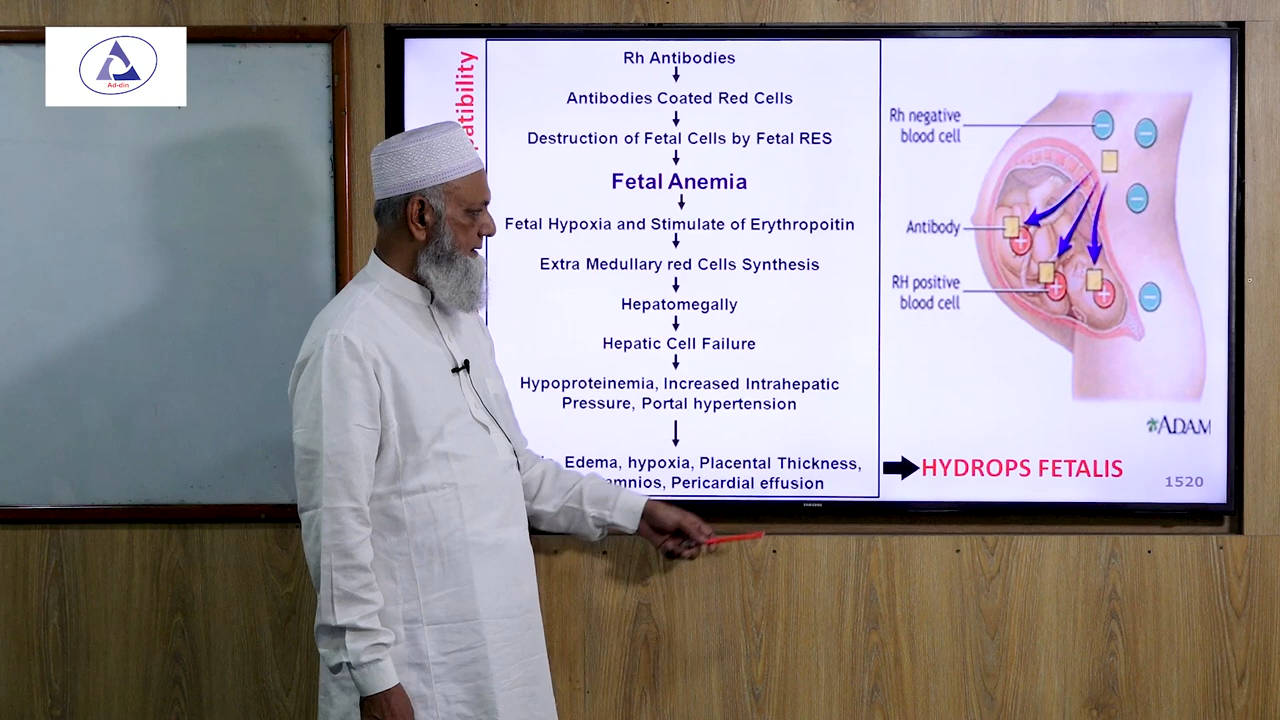 Ad-din
Rh Antibodies
Antibodies Coated Red Cells
Destruction of Fetal Cells by Fetal RES
Fetal Anemia
Fetal Hypoxia and Stimulate of Erythropoitin
Extra Medullary red Cells Synthesis
Hepatomegally
Hepatic Cell Failure
Hypoproteinemia, Increased Intrahepatic
Pressure, Portal hypertension
Edema, hypoxia, Placental Thickness,
Pericardial effusion
Rh negative
blood cell
Antibody
RH positive
blood cell
ADAM
HYDROPS FETALIS
1520
SAMSUNG